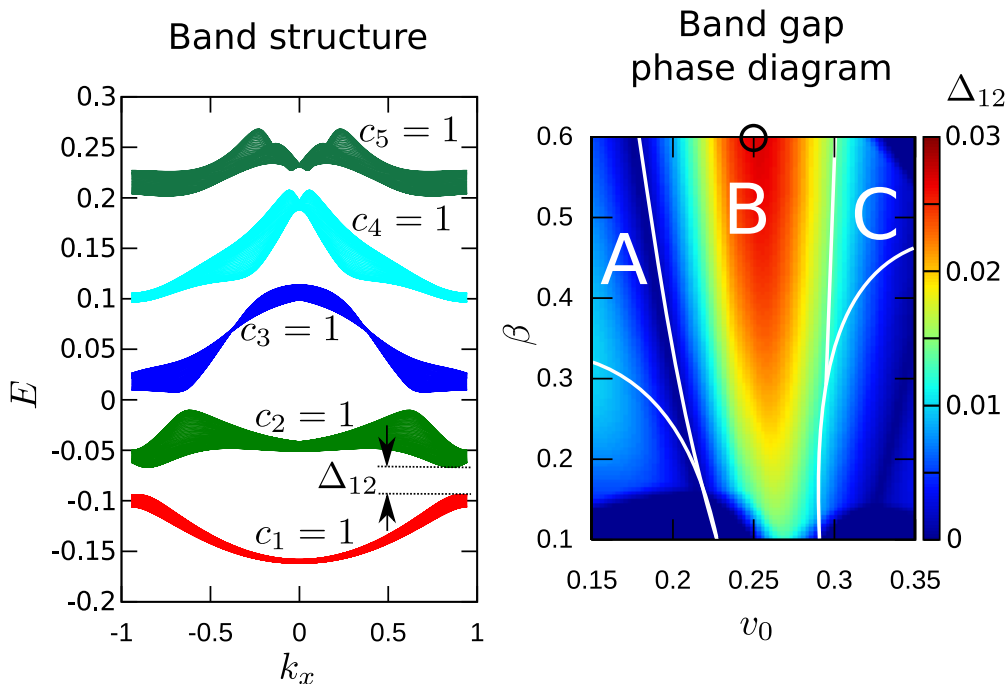 Band structure
0.3
0.25
0.2
0.15
0.1
0.05
0
-0.05
-0.1
-0.15
-0.2
E
c₅ = 1
c₄ = 1
c₃ = 1
c₂ = 1
Δ₁₂
c₁ = 1
-1 -0.5 0 0.5 1
kₓ
Band gap
phase diagram
Δ₁₂
0.6
0.5
0.4
0.3
0.2
0.1
β
A
B
C
0.15 0.2 0.25 0.3 0.35
v₀
0.03
0.02
0.01
0